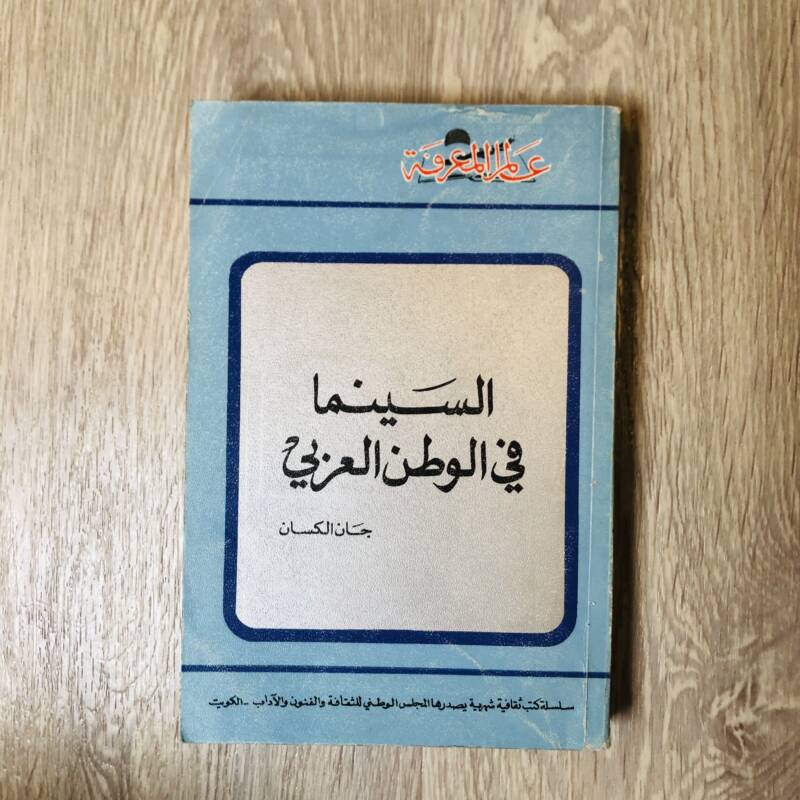 عالم المعرفة
السينما
في الوطن العربي
جان الكسان
سلسلة كتب ثقافية شهرية يصدرها المجلس الوطني للثقافة والفنون والآداب - الكويت